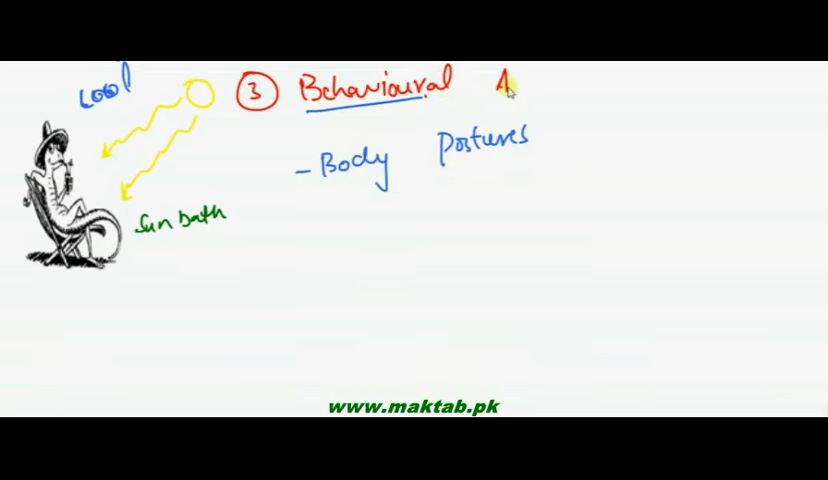 cool
3 Behavioural A
- Body Postures
Sun bath
www.maktab.pk